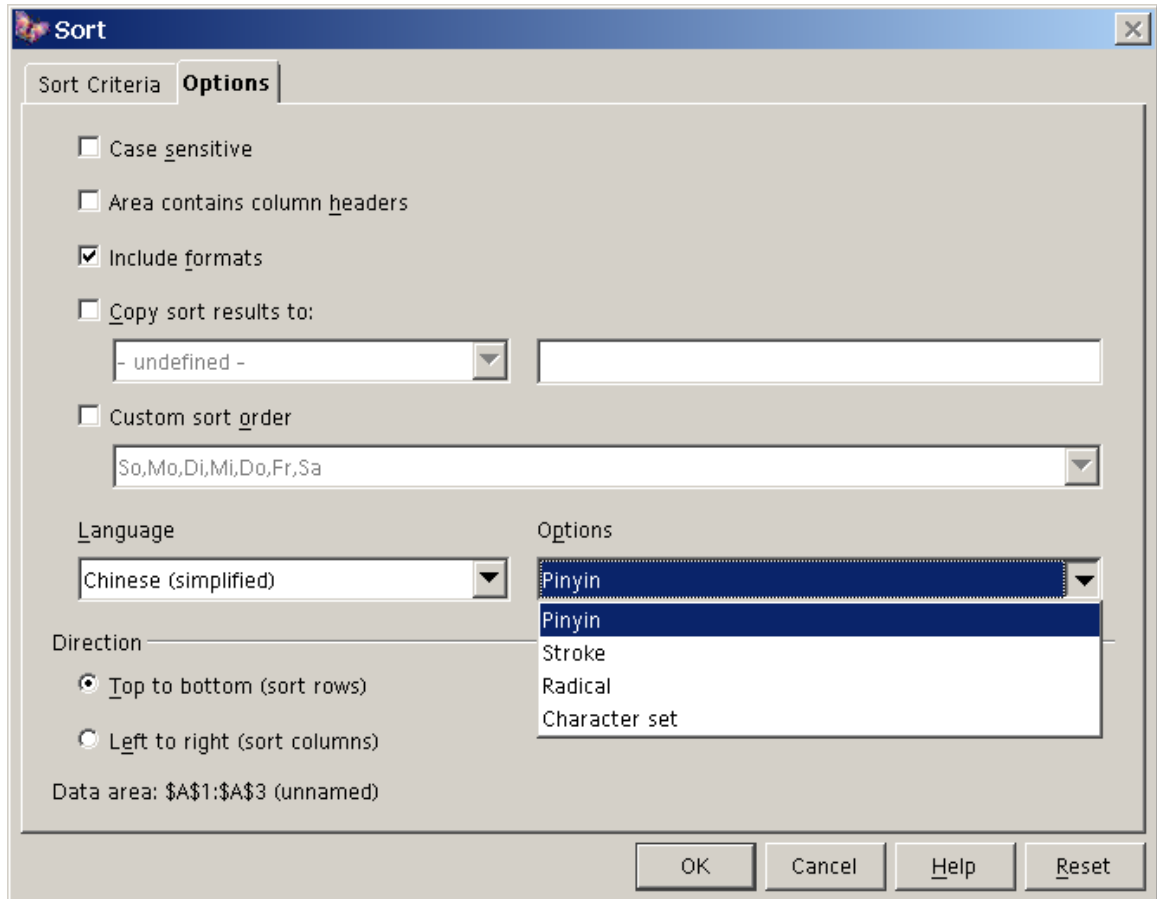 Sort
Sort Criteria Options
Case sensitive
Area contains column headers
Include formats
Copy sort results to:
- undefined -
Custom sort order
So,Mo,Di,Mi,Do,Fr,Sa
Language Options
Chinese (simplified) Pinyin
Pinyin
Stroke
Radical
Character set
Direction
Top to bottom (sort rows)
Left to right (sort columns)
Data area: $A$1:$A$3 (unnamed)
OK Cancel Help Reset